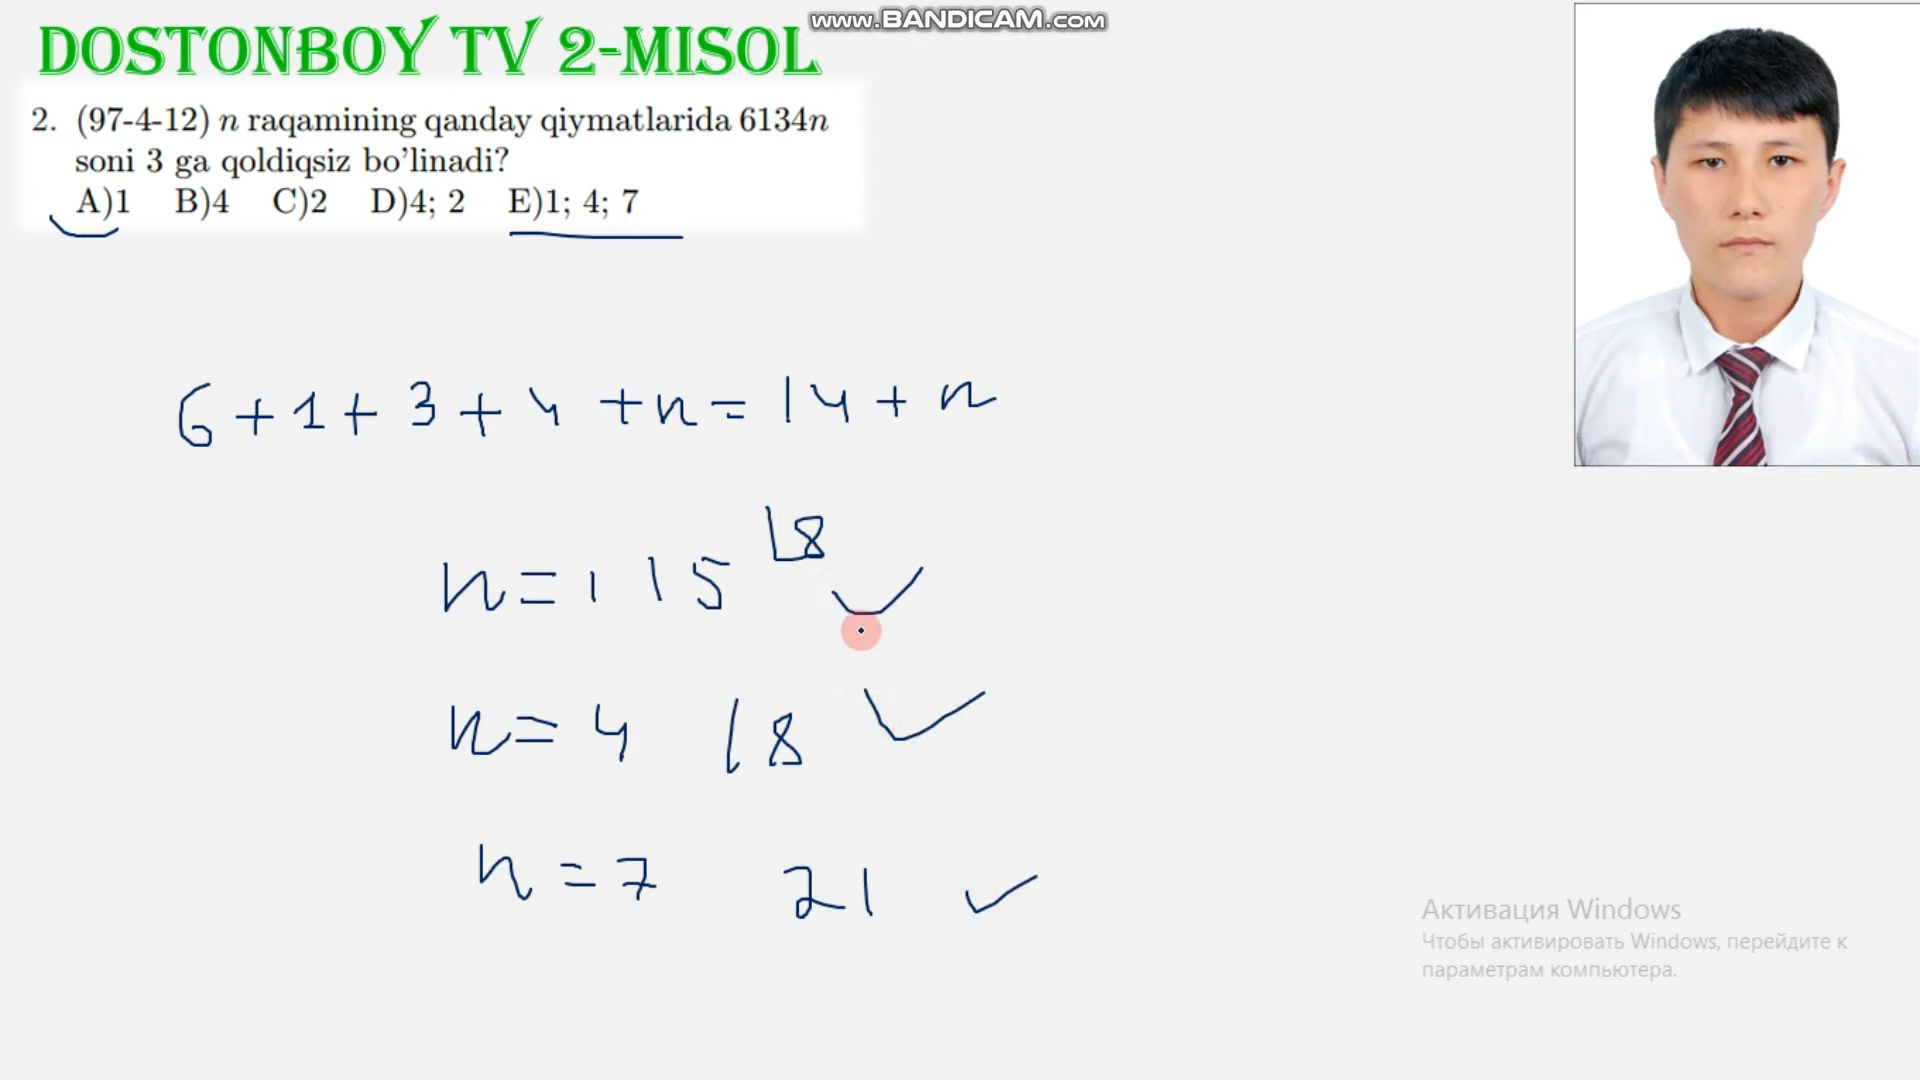 www.BANDICAM.com
DOSTONBOY TV 2-MISOL
2. (97-4-12) n raqamining qanday qiymatlarida 6134n
soni 3 ga qoldiqsiz bo'linadi?
A)1 B)4 C)2 D)4; 2 E)1; 4; 7
6+1+3+4+n=14+n
18
n=1 15
n=4 18
n=7 21
Активация Windows
Чтобы активировать Windows, перейдите к
параметрам компьютера.